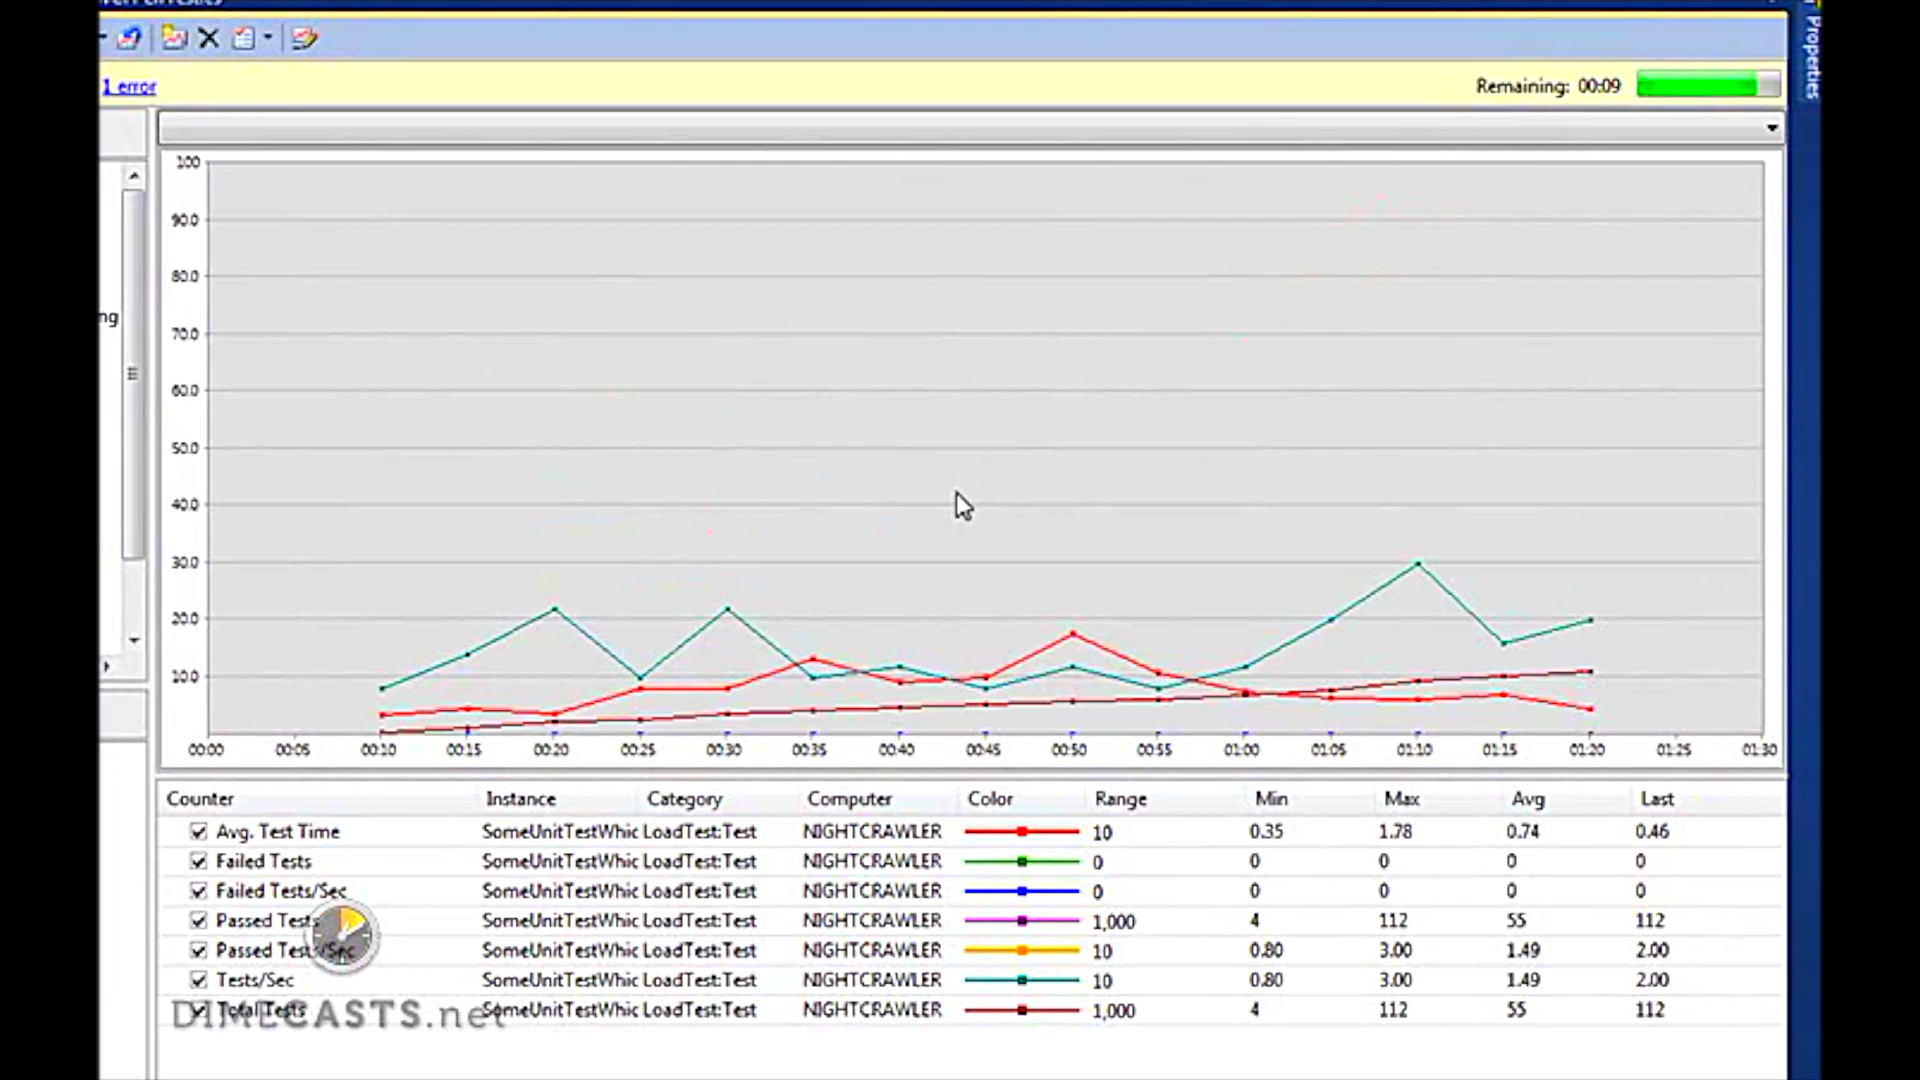 Properties
1 error
Remaining: 00:09
100
90.0
80.0
ng
70.0
60.0
50.0
40.0
30.0
20.0
10.0
00:00 00:05 00:10 00:15 00:20 00:25 00:30 00:35 00:40 00:45 00:50 00:55 01:00 01:05 01:10 01:15 01:20 01:25 01:30
Counter Instance Category Computer Color Range Min Max Avg Last
Avg. Test Time SomeUnitTestWhic LoadTest:Test NIGHTCRAWLER 10 0.35 1.78 0.74 0.46
Failed Tests SomeUnitTestWhic LoadTest:Test NIGHTCRAWLER 0 0 0 0 0
Failed Tests/Sec SomeUnitTestWhic LoadTest:Test NIGHTCRAWLER 0 0 0 0 0
Passed Tests SomeUnitTestWhic LoadTest:Test NIGHTCRAWLER 1,000 4 112 55 112
Passed Tests/Sec SomeUnitTestWhic LoadTest:Test NIGHTCRAWLER 10 0.80 3.00 1.49 2.00
Tests/Sec SomeUnitTestWhic LoadTest:Test NIGHTCRAWLER 10 0.80 3.00 1.49 2.00
Total Tests SomeUnitTestWhic LoadTest:Test NIGHTCRAWLER 1,000 4 112 55 112
DIMECASTS.net